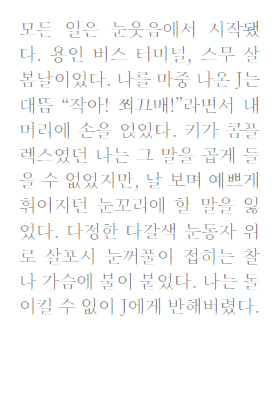 모든 일은 눈웃음에서 시작됐
다. 용인 버스 터미널, 스무 살
봄날이었다. 나를 마중 나온 J는
대뜸 “작아! 쬐끄매!”라면서 내
머리에 손을 얹었다. 키가 콤플
렉스였던 나는 그 말을 곱게 들
을 수 없었지만, 날 보며 예쁘게
휘어지던 눈꼬리에 할 말을 잃
었다. 다정한 다갈색 눈동자 위
로 살포시 눈꺼풀이 접히는 찰
나 가슴에 불이 붙었다. 나는 돌
이킬 수 없이 J에게 반해버렸다.